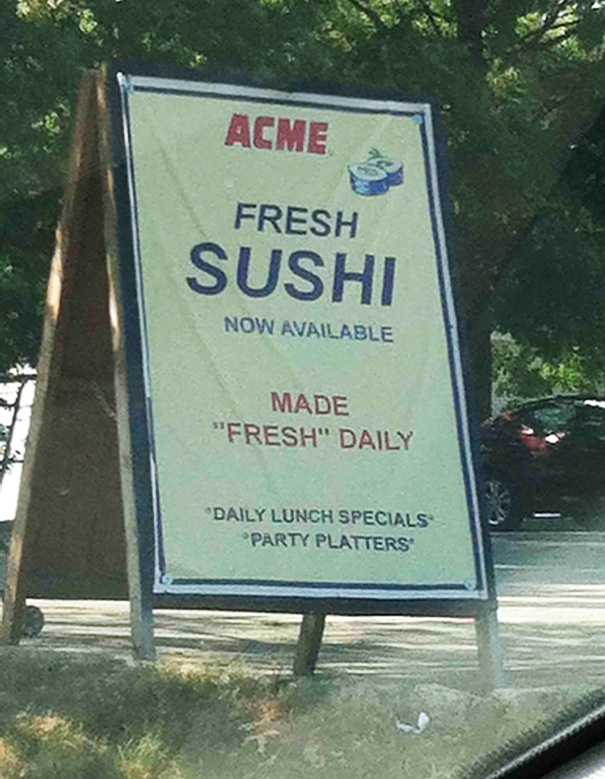 ACME
FRESH
SUSHI
NOW AVAILABLE
MADE
"FRESH" DAILY
*DAILY LUNCH SPECIALS*
*PARTY PLATTERS*